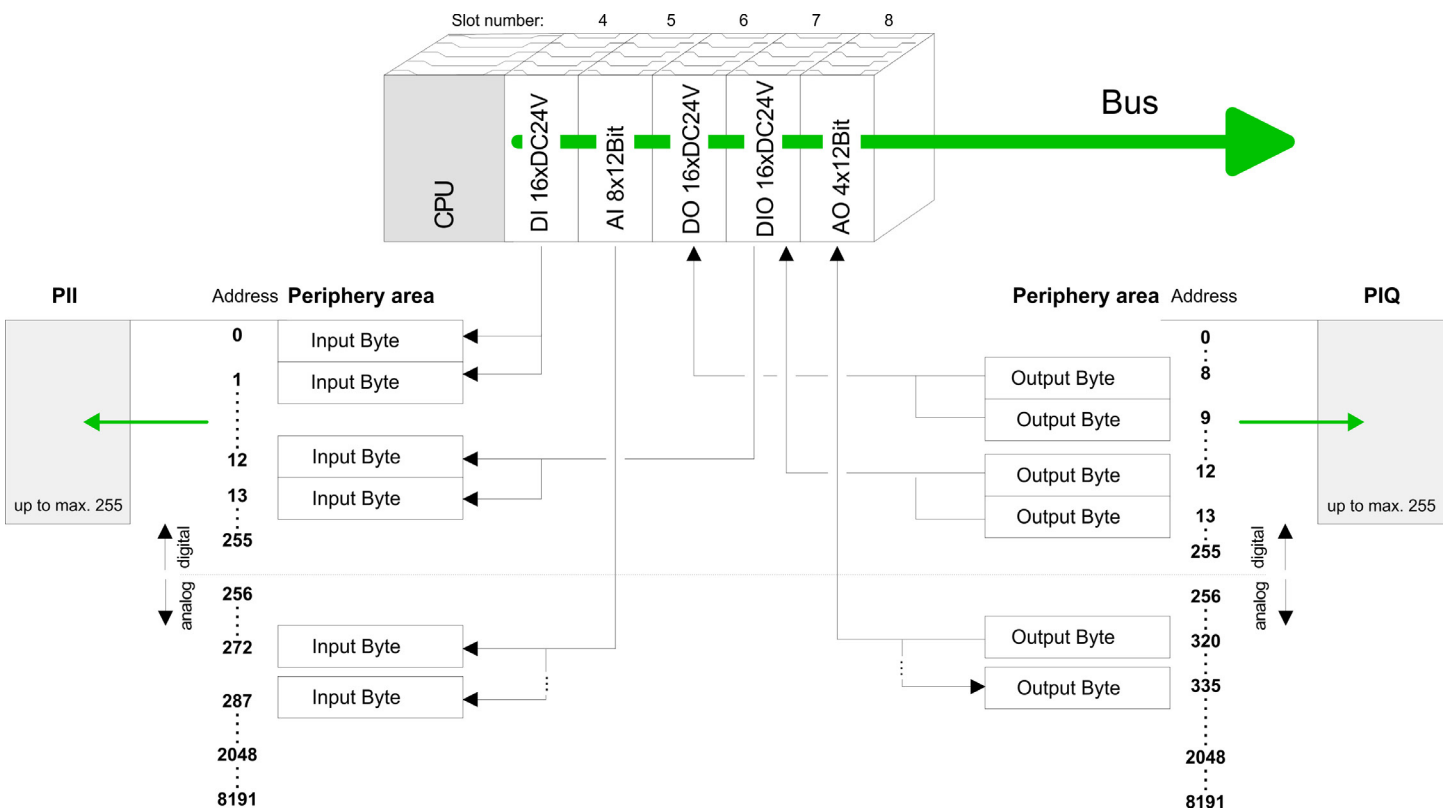 Slot number: 4 5 6 7 8
Bus
CPU
DI 16xDC24V
AI 8x12Bit
DO 16xDC24V
DIO 16xDC24V
AO 4x12Bit
PII
Address Periphery area
0
Input Byte
1
Input Byte
12
Input Byte
13
Input Byte
up to max. 255
digital
255
analog
256
272
Input Byte
287
Input Byte
2048
8191
Periphery area Address
PIQ
0
Output Byte
8
Output Byte
9
Output Byte
12
Output Byte
13
up to max. 255
255
digital
256
analog
Output Byte
320
Output Byte
335
2048
8191